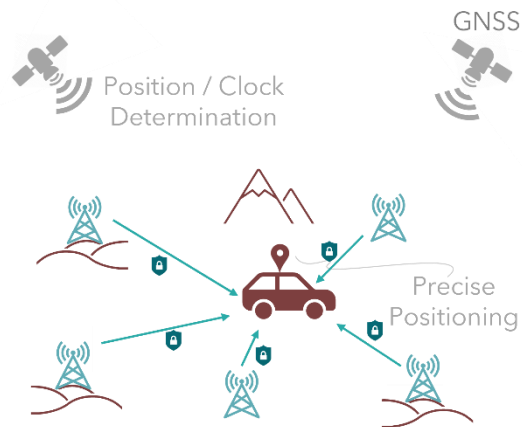 GNSS
Position / Clock
Determination
Precise
Positioning